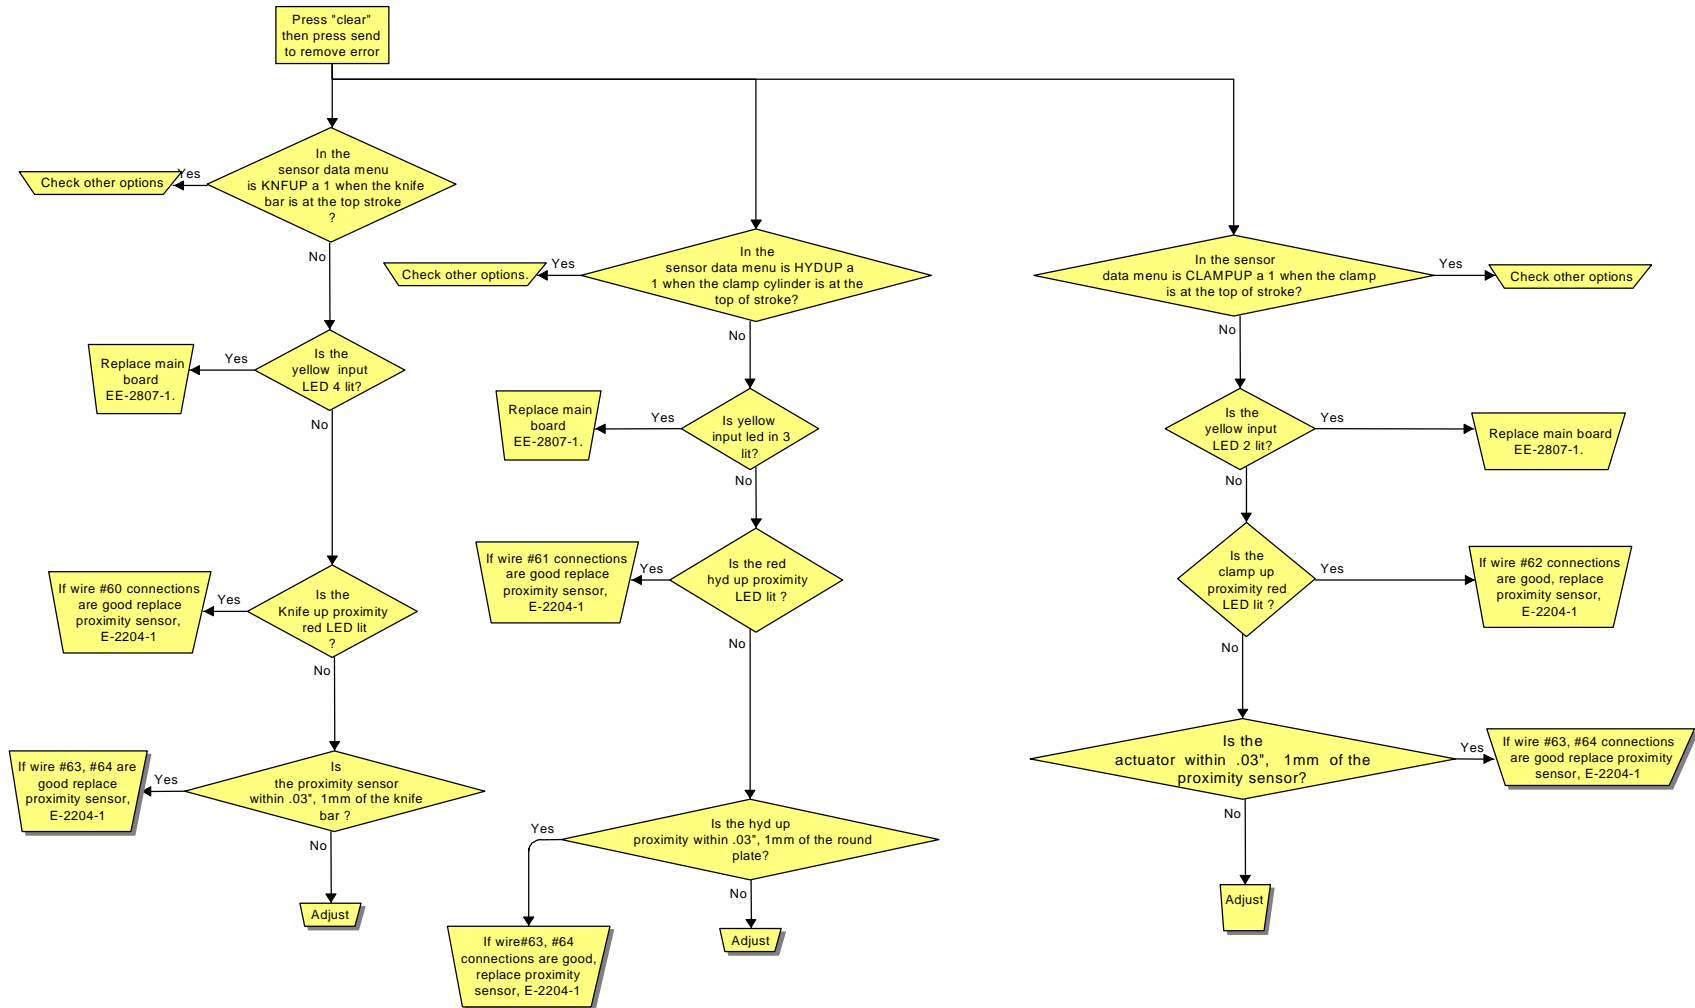 Press "clear"
then press send
to remove error
In the
sensor data menu
is KNFUP a 1 when the knife
bar is at the top stroke
?
Yes
Check other options
No
Is the
yellow input
LED 4 lit?
Yes
Replace main
board
EE-2807-1.
No
Is the
Knife up proximity
red LED lit
?
Yes
If wire #60 connections
are good replace
proximity sensor,
E-2204-1
No
Is
the proximity sensor
within .03", 1mm of the knife
bar ?
Yes
If wire #63, #64 are
good replace
proximity sensor,
E-2204-1
No
Adjust
In the
sensor data menu is HYDUP a
1 when the clamp cylinder is at the
top of stroke?
Yes
Check other options.
No
Is yellow
input led in 3
lit?
Yes
Replace main
board
EE-2807-1.
No
Is the red
hyd up proximity
LED lit ?
Yes
If wire #61 connections
are good replace
proximity sensor,
E-2204-1
No
Is the hyd up
proximity within .03", 1mm of the round
plate?
Yes
If wire#63, #64
connections are good,
replace proximity
sensor, E-2204-1
No
Adjust
In the sensor
data menu is CLAMPUP a 1 when the clamp
is at the top of stroke?
Yes
Check other options
No
Is the
yellow input
LED 2 lit?
Yes
Replace main board
EE-2807-1.
No
Is the
clamp up
proximity red
LED lit ?
Yes
If wire #62 connections
are good, replace
proximity sensor,
E-2204-1
No
Is the
actuator within .03", 1mm of the
proximity sensor?
Yes
If wire #63, #64 connections
are good replace proximity
sensor, E-2204-1
No
Adjust